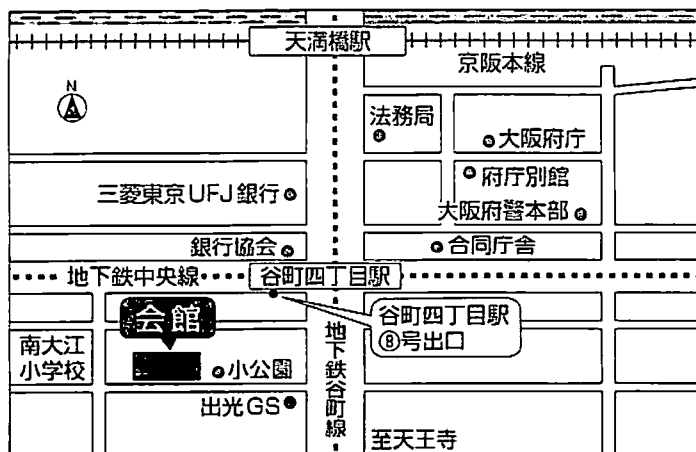 天満橋駅
京阪本線
N
法務局
大阪府庁
三菱東京UFJ銀行
府庁別館
大阪府警本部
銀行協会
合同庁舎
地下鉄中央線
谷町四丁目駅
会館
谷町四丁目駅
⑧号出口
南大江
小学校
小公園
地下鉄谷町線
出光GS
至天王寺